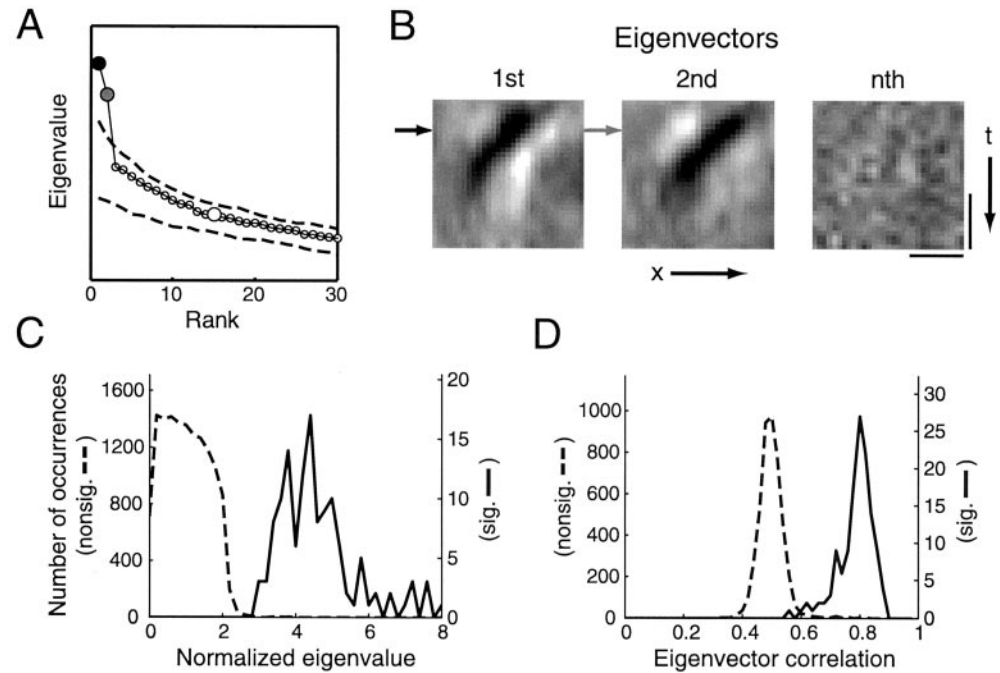 A
Eigenvalue
0 10 20 30
Rank
B
Eigenvectors
1st 2nd nth
t
x
C
Number of occurrences
(nonsig. )
1600
1200
800
400
0
20
15
10
5
0
(sig. )
0 2 4 6 8
Normalized eigenvalue
D
(nonsig. )
1000
800
600
400
200
0
30
25
20
15
10
5
0
(sig. )
0 0.2 0.4 0.6 0.8 1
Eigenvector correlation